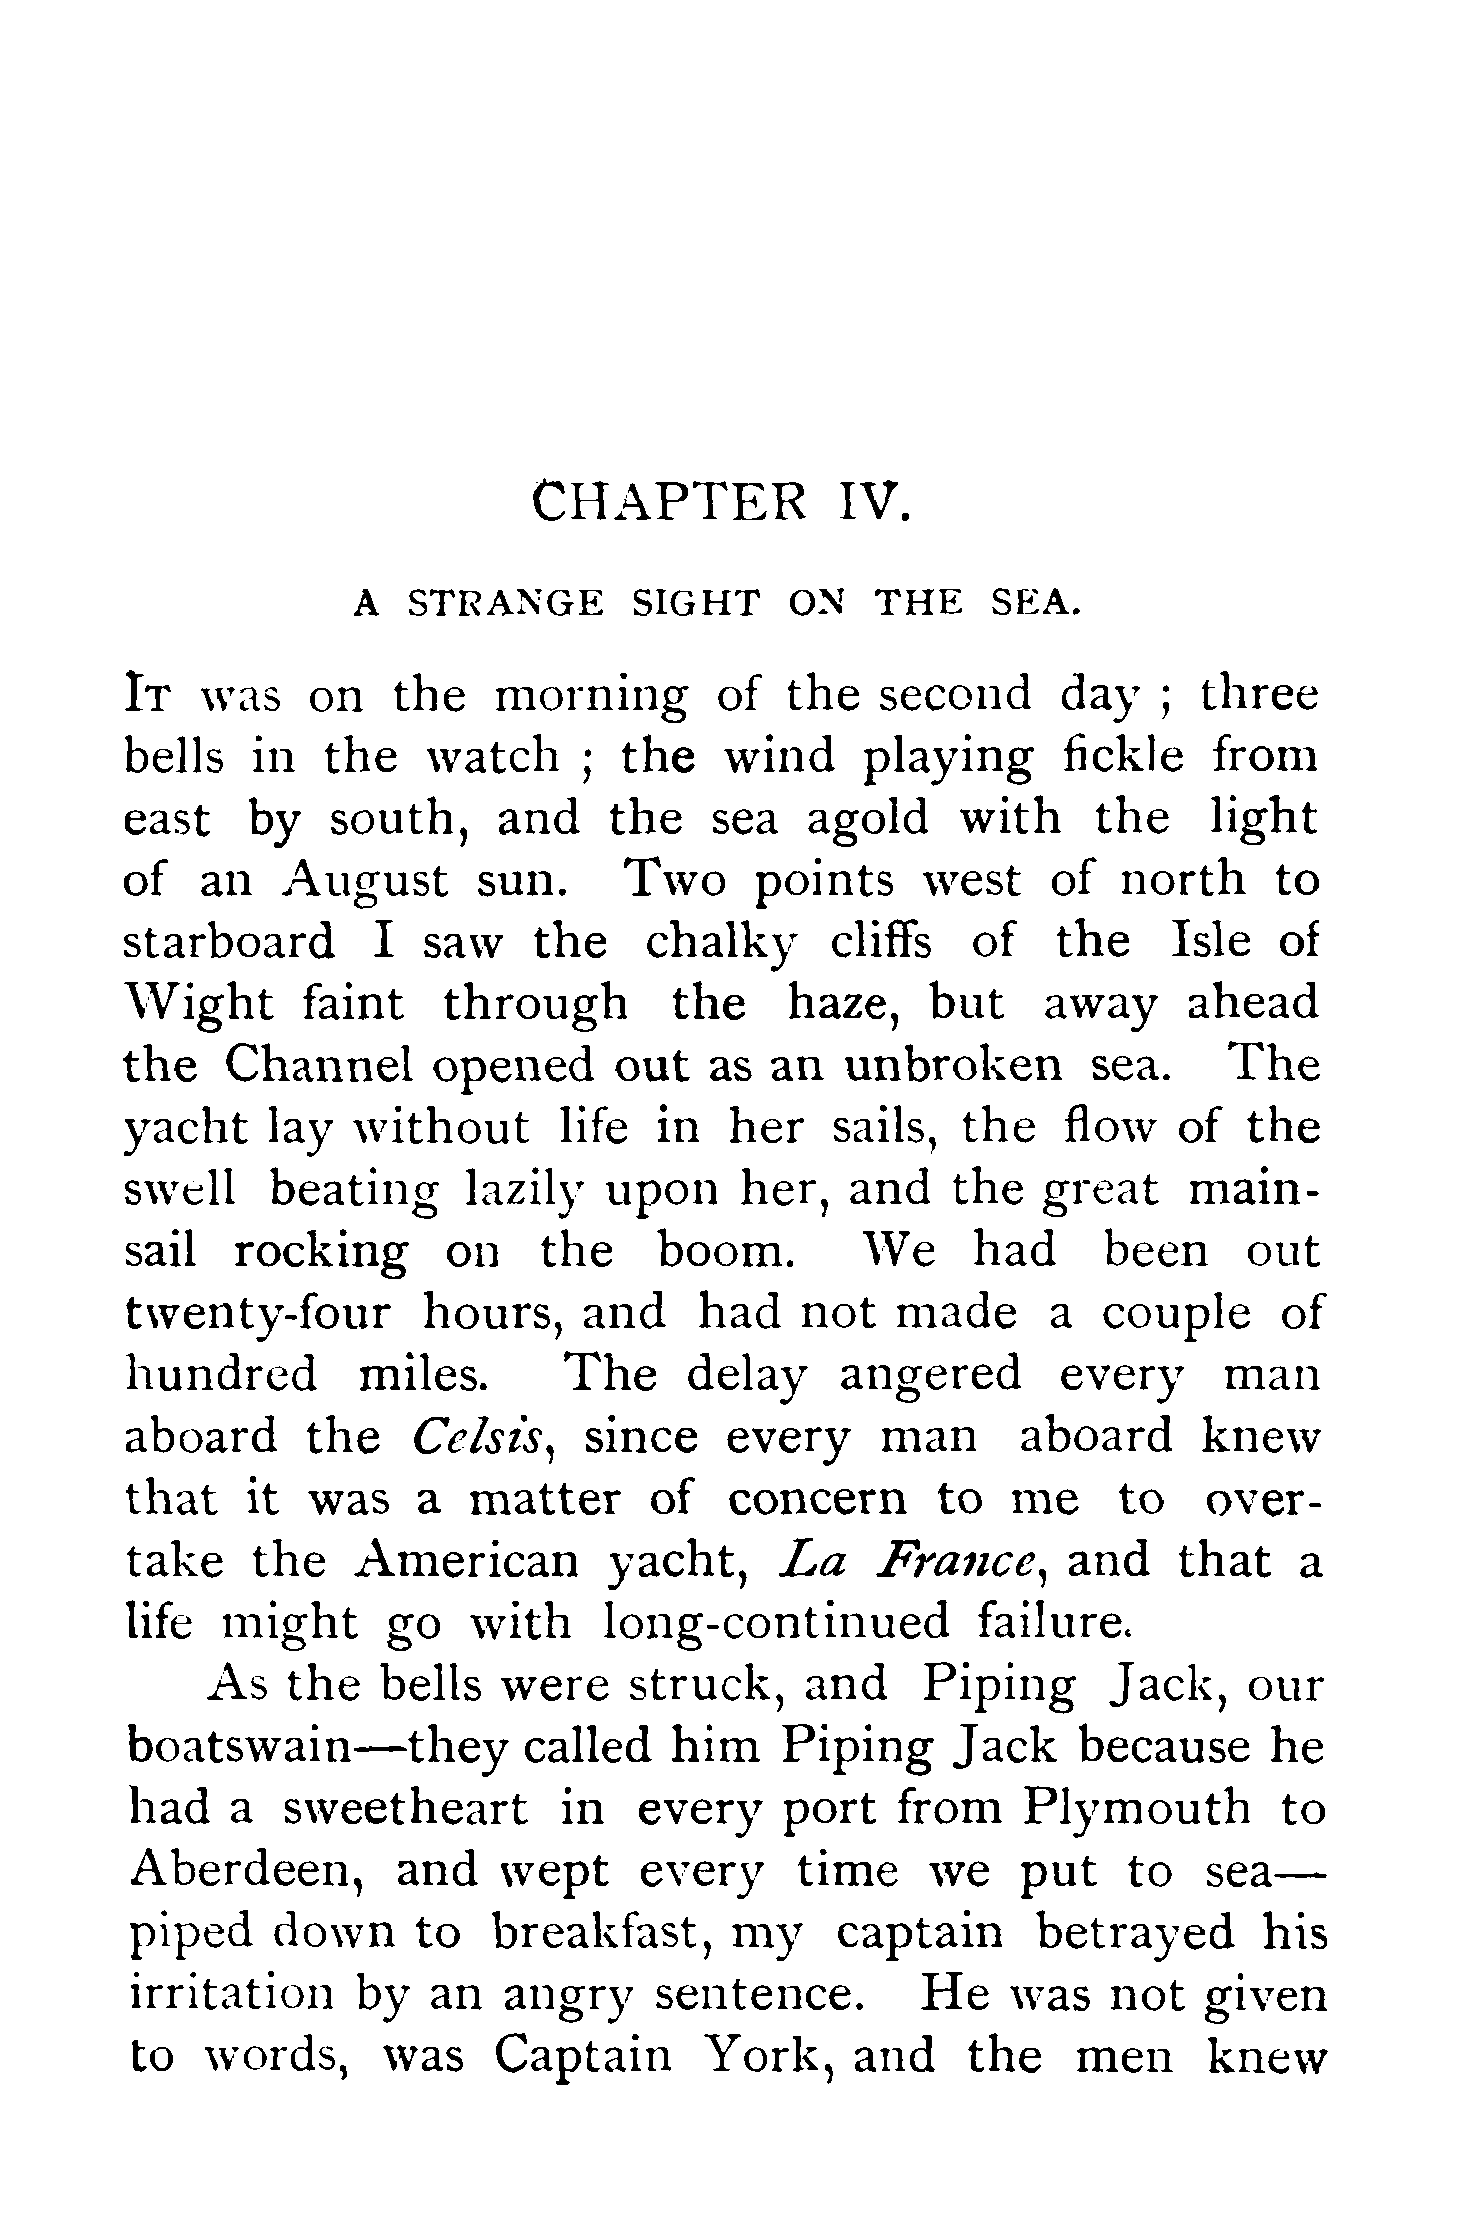 CHAPTER IV.
A STRANGE SIGHT ON THE SEA.
IT was on the morning of the second day ; three
bells in the watch ; the wind playing fickle from
east by south, and the sea agold with the light
of an August sun. Two points west of north to
starboard I saw the chalky cliffs of the Isle of
Wight faint through the haze, but away ahead
the Channel opened out as an unbroken sea. The
yacht lay without life in her sails, the flow of the
swell beating lazily upon her, and the great main-
sail rocking on the boom. We had been out
twenty-four hours, and had not made a couple of
hundred miles. The delay angered every man
aboard the Celsis, since every man aboard knew
that it was a matter of concern to me to over-
take the American yacht, La France, and that a
life might go with long-continued failure.
As the bells were struck, and Piping Jack, our
boatswain—they called him Piping Jack because he
had a sweetheart in every port from Plymouth to
Aberdeen, and wept every time we put to sea—
piped down to breakfast, my captain betrayed his
irritation by an angry sentence. He was not given
to words, was Captain York, and the men knew